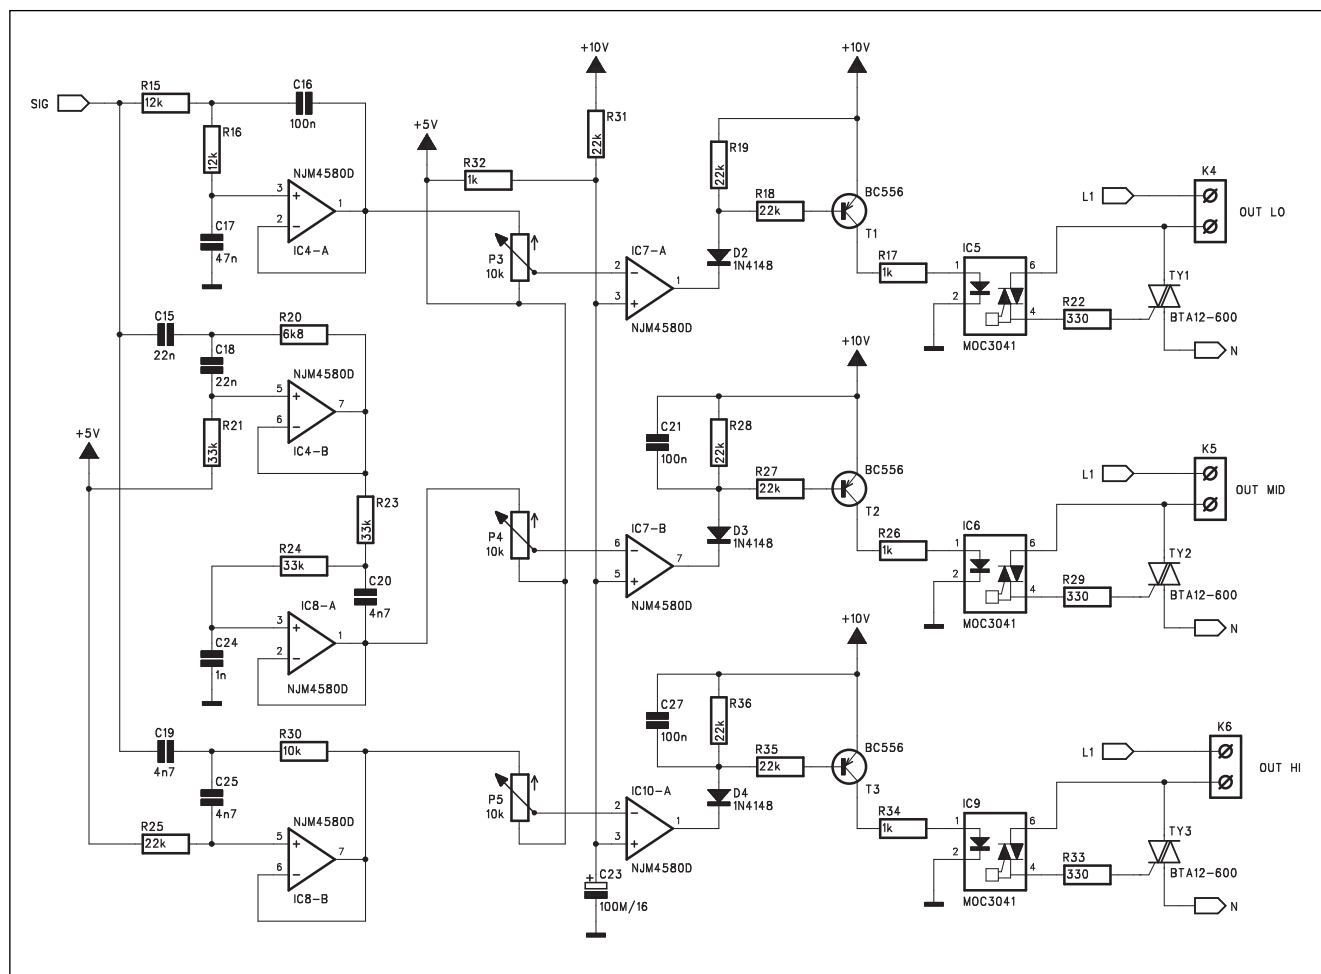 +10V
+10V
SIG
R15
12k
C16
100n
R16
12k
+5V
R32
1k
R31
22k
R19
22k
NJM4580D
3
2
1
IC4-A
C17
47n
R18
22k
BC556
T1
P3
10k
IC7-A
2
3
1
NJM4580D
D2
1N4148
R17
1k
IC5
1
2
6
4
MOC3041
R22
330
L1
K4
OUT LO
TY1
BTA12-600
N
C15
22n
R20
6k8
C18
22n
NJM4580D
5
6
7
IC4-B
R21
33k
+5V
+10V
C21
100n
R28
22k
R27
22k
BC556
T2
R23
33k
R24
33k
C20
4n7
P4
10k
IC7-B
6
5
7
NJM4580D
D3
1N4148
R26
1k
IC6
1
2
6
4
MOC3041
R29
330
L1
K5
OUT MID
TY2
BTA12-600
N
IC8-A
3
2
1
NJM4580D
C24
1n
+10V
C27
100n
R36
22k
R35
22k
BC556
T3
C19
4n7
R30
10k
C25
4n7
R25
22k
NJM4580D
5
6
7
IC8-B
P5
10k
IC10-A
2
3
1
NJM4580D
D4
1N4148
R34
1k
IC9
1
2
6
4
MOC3041
R33
330
L1
K6
OUT HI
TY3
BTA12-600
N
+
C23
100M/16